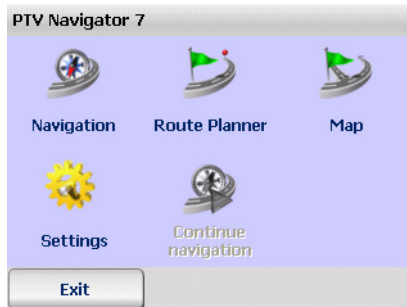 PTV Navigator 7
Navigation Route Planner Map
Settings Continue
navigation
Exit